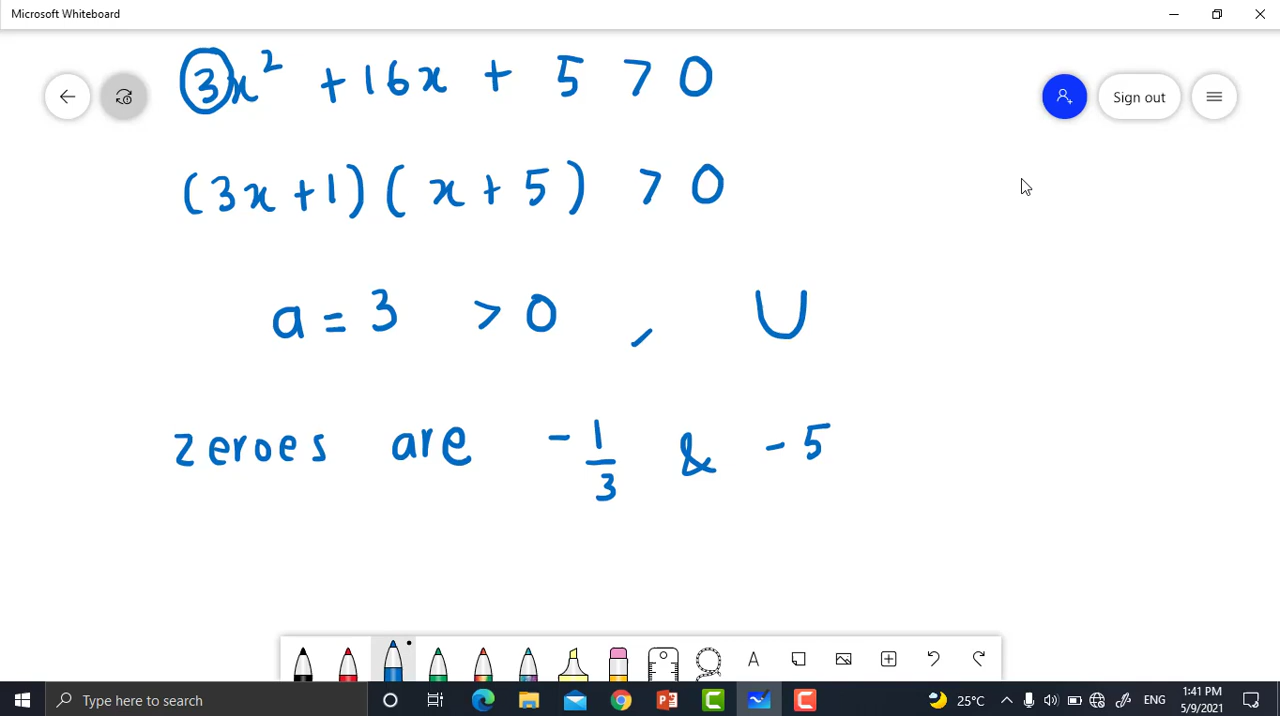 Microsoft Whiteboard
3x² + 16x + 5 > 0
Sign out
(3x + 1)(x + 5) > 0
a = 3 > 0 , U
zeroes are -1/3 & -5
A
Type here to search
25°C
ENG
1:41 PM
5/9/2021